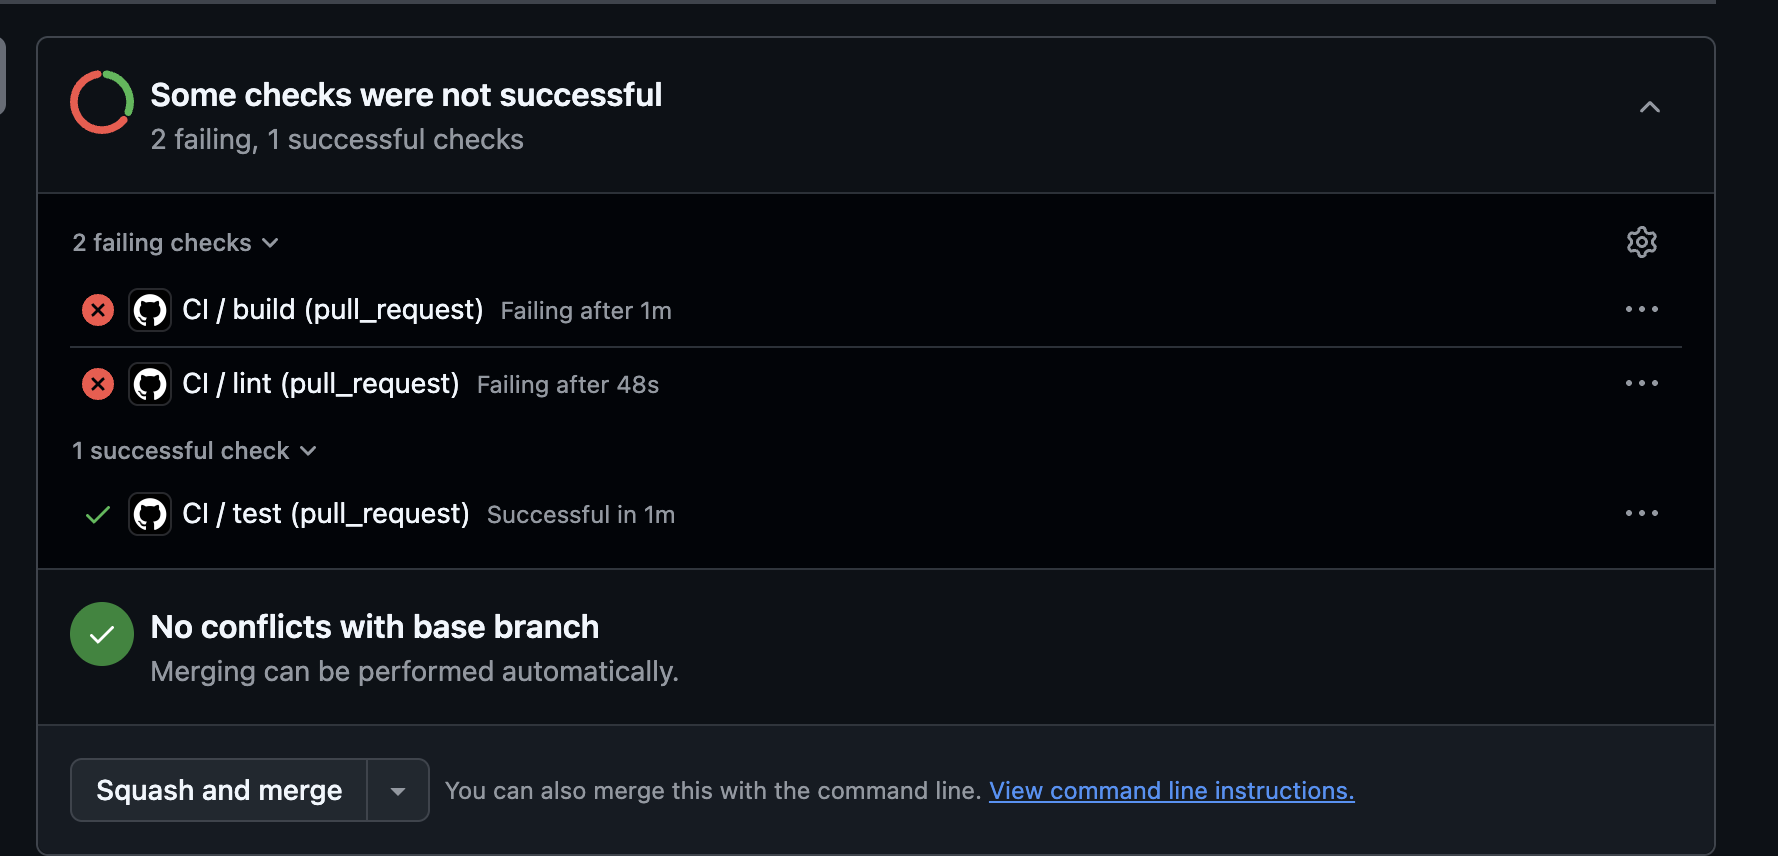 Some checks were not successful
2 failing, 1 successful checks
2 failing checks
CI / build (pull_request) Failing after 1m
CI / lint (pull_request) Failing after 48s
1 successful check
CI / test (pull_request) Successful in 1m
No conflicts with base branch
Merging can be performed automatically.
Squash and merge You can also merge this with the command line. View command line instructions.